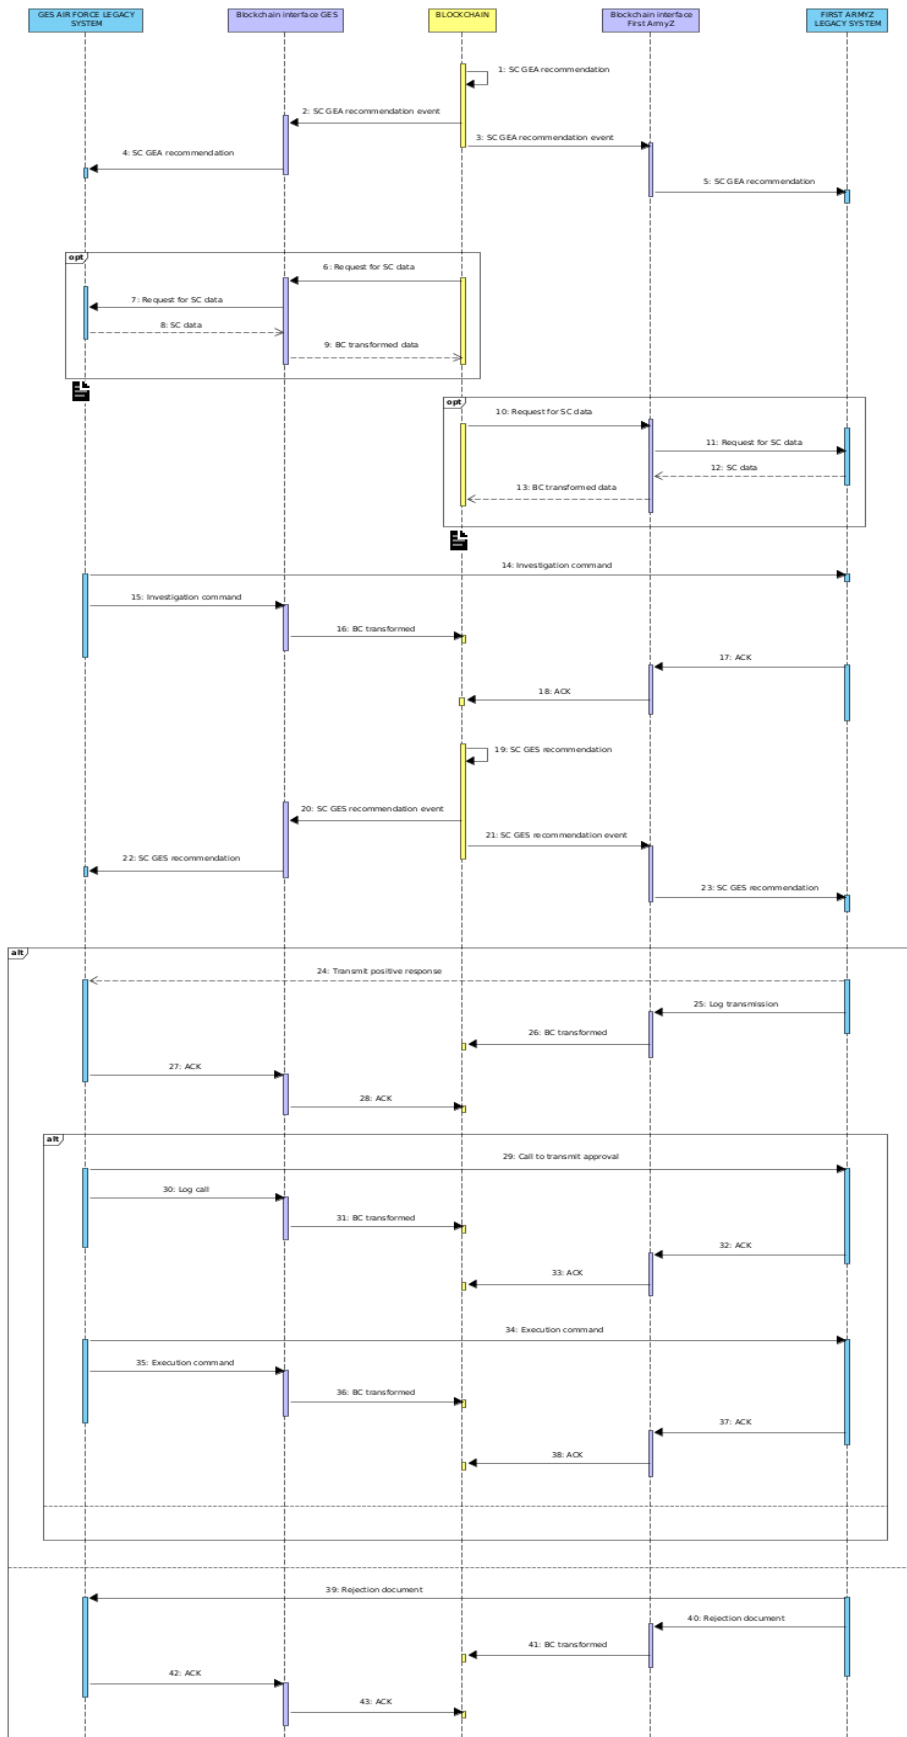 GES AIR FORCE LEGACY
SYSTEM
Blockchain interface GES
BLOCKCHAIN
Blockchain interface
First ArmyZ
FIRST ARMYZ
LEGACY SYSTEM
1: SC GEA recommendation
2: SC GEA recommendation event
3: SC GEA recommendation event
4: SC GEA recommendation
5: SC GEA recommendation
opt
6: Request for SC data
7: Request for SC data
8: SC data
9: BC transformed data
opt
10: Request for SC data
11: Request for SC data
12: SC data
13: BC transformed data
14: Investigation command
15: Investigation command
16: BC transformed
17: ACK
18: ACK
19: SC GES recommendation
20: SC GES recommendation event
21: SC GES recommendation event
22: SC GES recommendation
23: SC GES recommendation
alt
24: Transmit positive response
25: Log transmission
26: BC transformed
27: ACK
28: ACK
alt
29: Call to transmit approval
30: Log call
31: BC transformed
32: ACK
33: ACK
34: Execution command
35: Execution command
36: BC transformed
37: ACK
38: ACK
39: Rejection document
40: Rejection document
41: BC transformed
42: ACK
43: ACK